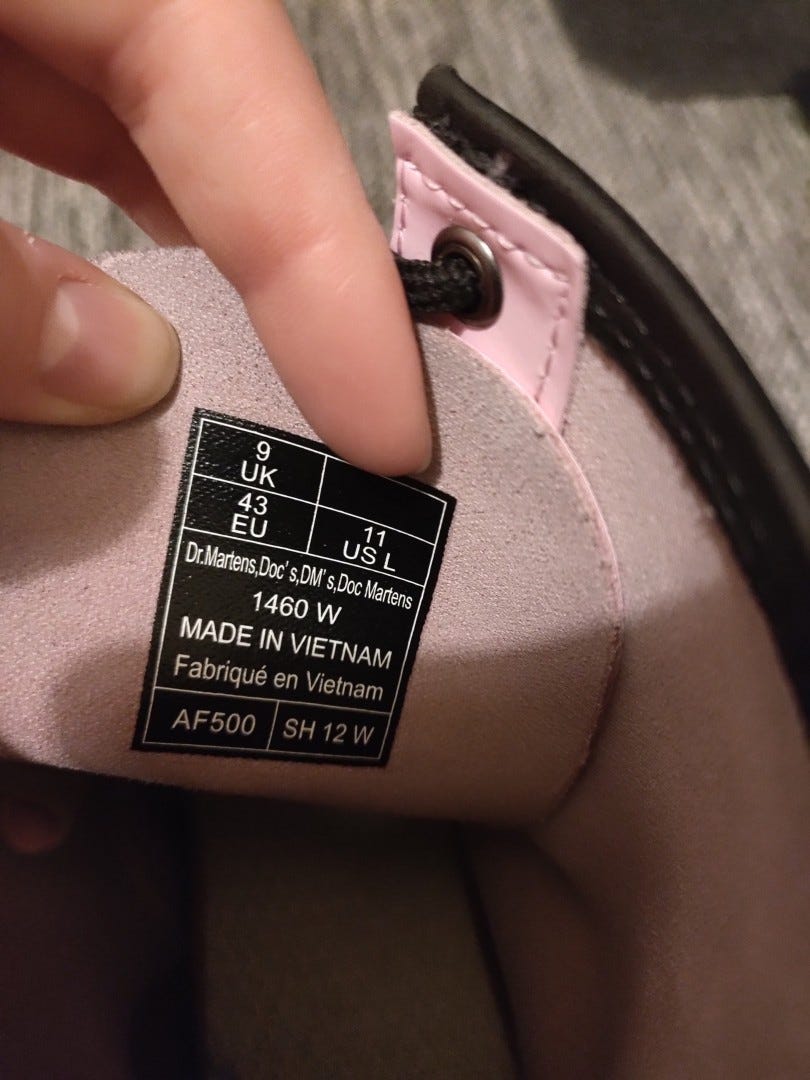 9
UK
43
EU
11
US L
Dr.Martens,Doc's,DM's,Doc Martens
1460 W
MADE IN VIETNAM
Fabriqué en Vietnam
AF500
SH 12 W